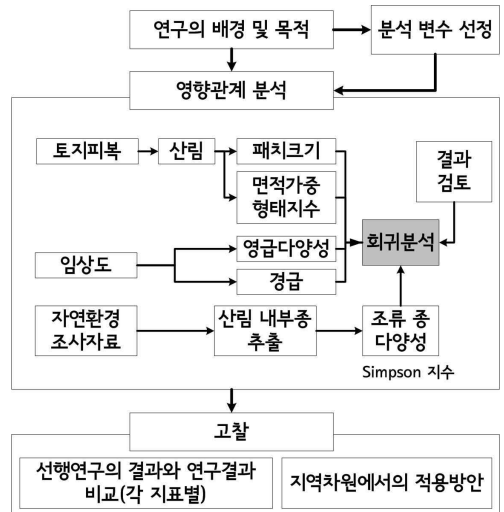 연구의 배경 및 목적
분석 변수 선정
영향관계 분석
토지피복
산림
패치크기
결과
검토
면적가중
형태지수
회귀분석
임상도
영급다양성
경급
자연환경
조사자료
산림 내부종
추출
조류 종
다양성
Simpson 지수
고찰
선행연구의 결과와 연구결과
비교(각 지표별)
지역차원에서의 적용방안